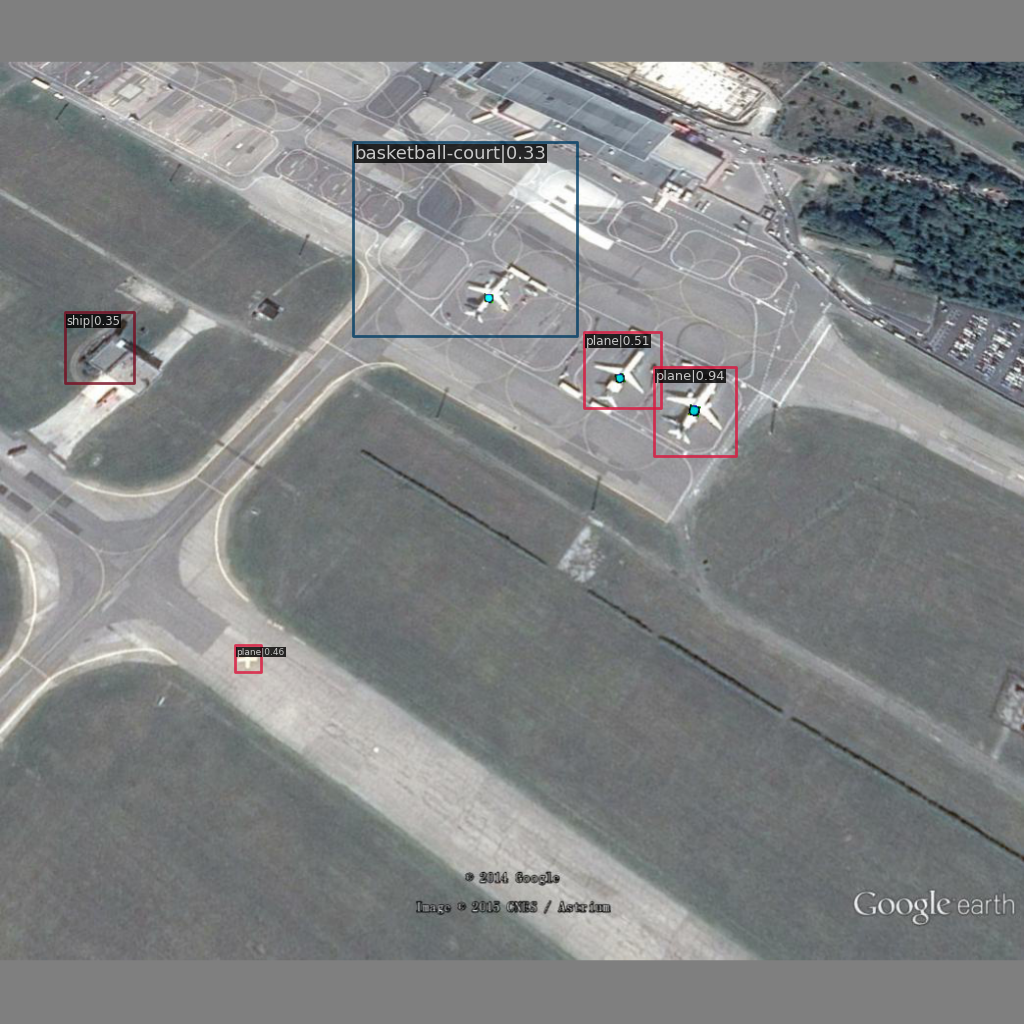 basketball-court|0.33
ship|0.35
plane|0.51
plane|0.94
plane|0.46
© 2014 Google
Image © 2015 CNES / Astrium
Google earth